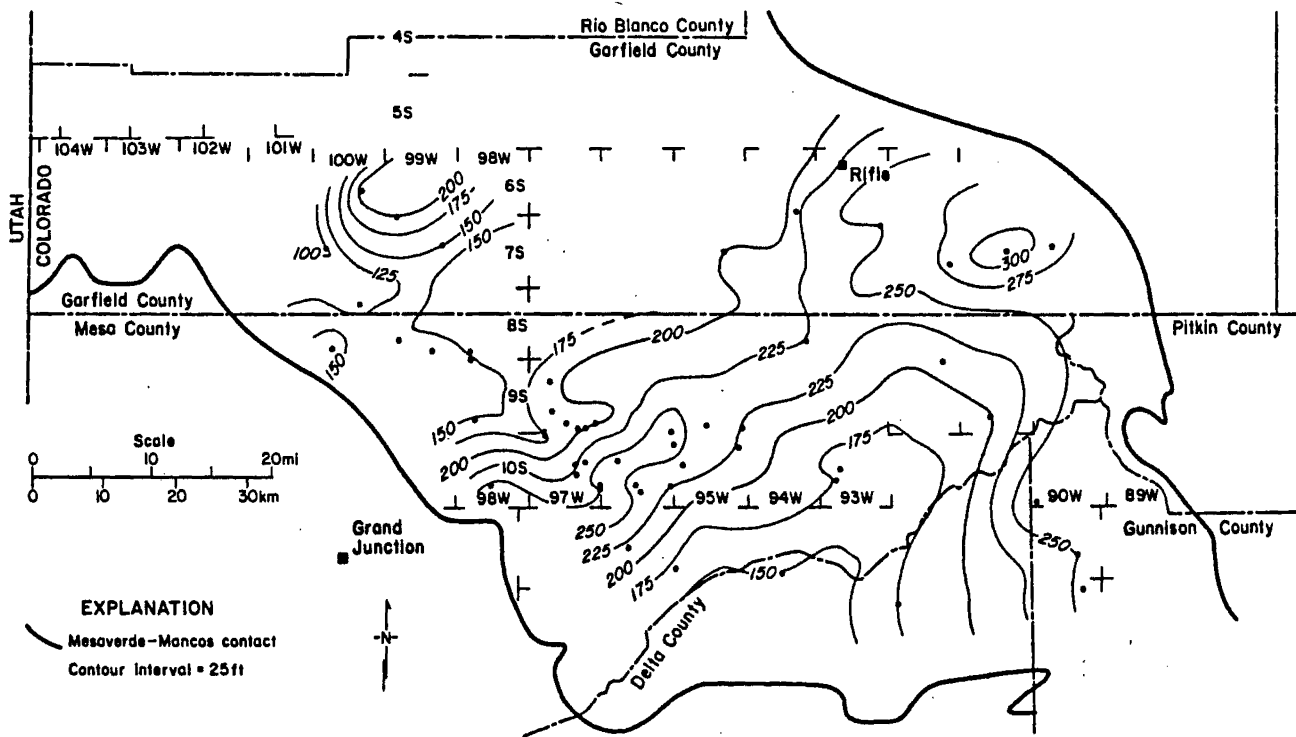 Rio Blanco County
4S
Garfield County
5S
104W 103W 102W 101W
100W 99W 98W
6S
Rifle
UTAH
COLORADO
200
175
150
150
7S
100
125
300
275
250
Garfield County
Mesa County
8S
Pitkin County
175
200
225
150
9S
225
200
150
175
Scale
0 10 20mi
0 10 20 30km
200
10S
98W 97W 95W 94W 93W 90W 89W
Gunnison County
Grand
Junction
250
225
200
175
150
250
EXPLANATION
Mesaverde-Mancos contact
Contour Interval = 25ft
-N-
Delta County